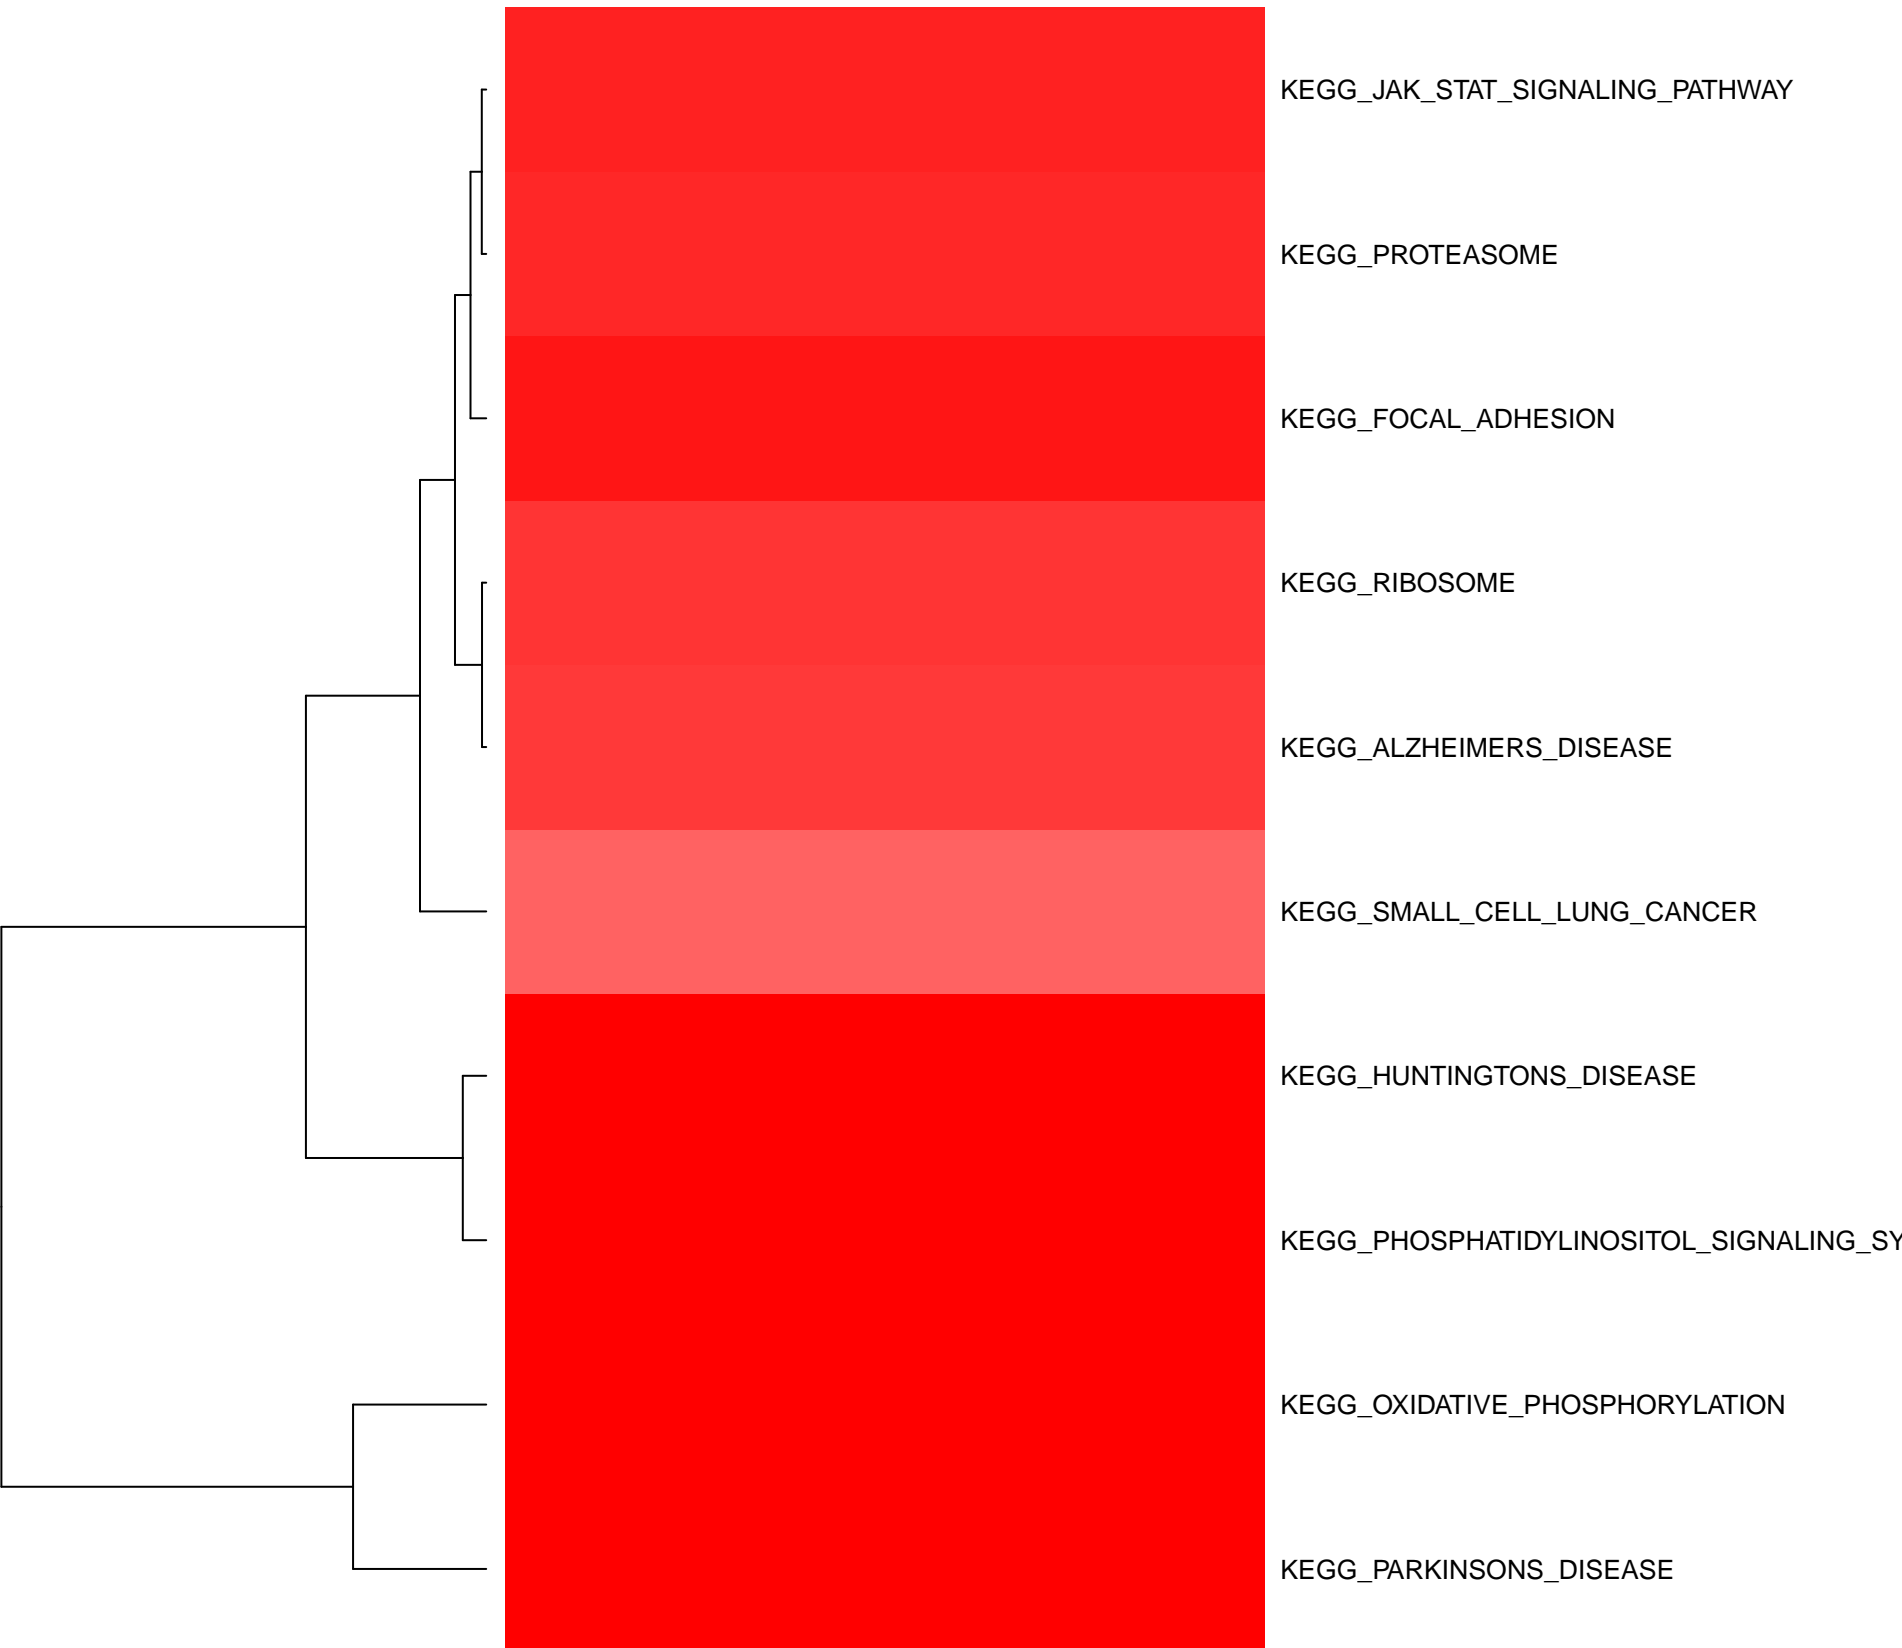 KEGG_JAK_STAT_SIGNALING_PATHWAY
KEGG_PROTEASOME
KEGG_FOCAL_ADHESION
KEGG_RIBOSOME
KEGG_ALZHEIMERS_DISEASE
KEGG_SMALL_CELL_LUNG_CANCER
KEGG_HUNTINGTONS_DISEASE
KEGG_PHOSPHATIDYLINOSITOL_SIGNALING_SY
KEGG_OXIDATIVE_PHOSPHORYLATION
KEGG_PARKINSONS_DISEASE